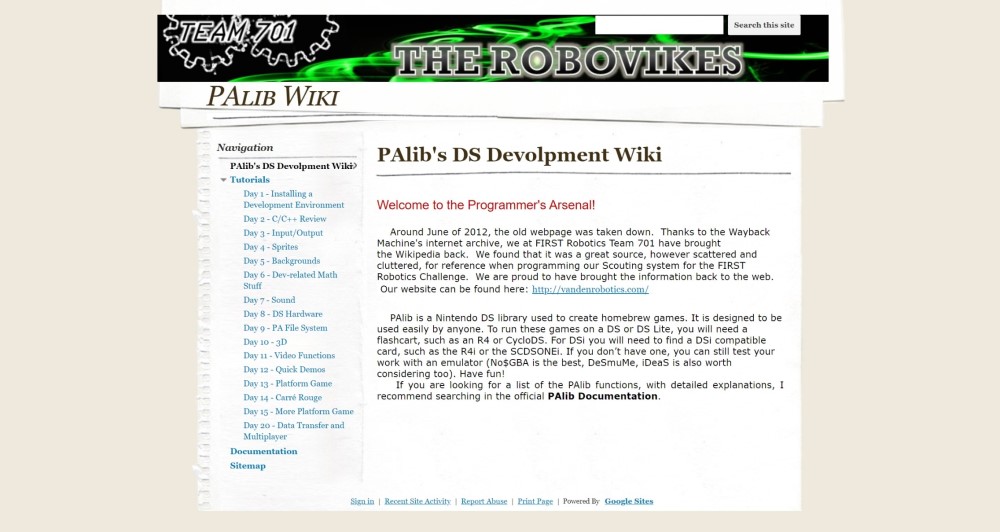 TEAM 701
Search this site
THE ROBOVIKES
PALIB WIKI
Navigation
PAlib's DS Devolpment Wiki
Tutorials
Day 1 - Installing a
Development Environment
Day 2 - C/C++ Review
Day 3 - Input/Output
Day 4 - Sprites
Day 5 - Backgrounds
Day 6 - Dev-related Math
Stuff
Day 7 - Sound
Day 8 - DS Hardware
Day 9 - PA File System
Day 10 - 3D
Day 11 - Video Functions
Day 12 - Quick Demos
Day 13 - Platform Game
Day 14 - Carré Rouge
Day 15 - More Platform Game
Day 20 - Data Transfer and
Multiplayer
Documentation
Sitemap
PAlib's DS Devolpment Wiki
Welcome to the Programmer's Arsenal!
Around June of 2012, the old webpage was taken down. Thanks to the Wayback
Machine's internet archive, we at FIRST Robotics Team 701 have brought
the Wikipedia back. We found that it was a great source, however scattered and
cluttered, for reference when programming our Scouting system for the FIRST
Robotics Challenge. We are proud to have brought the information back to the web.
Our website can be found here: http://vandenrobotics.com/
PAlib is a Nintendo DS library used to create homebrew games. It is designed to be
used easily by anyone. To run these games on a DS or DS Lite, you will need a
flashcart, such as an R4 or CycloDS. For DSi you will need to find a DSi compatible
card, such as the R4i or the SCDSONEi. If you don't have one, you can still test your
work with an emulator (No$GBA is the best, DeSmuMe, iDeaS is also worth
considering too). Have fun!
If you are looking for a list of the PAlib functions, with detailed explanations, I
recommend searching in the official PAlib Documentation.
Sign in | Recent Site Activity | Report Abuse | Print Page | Powered By Google Sites